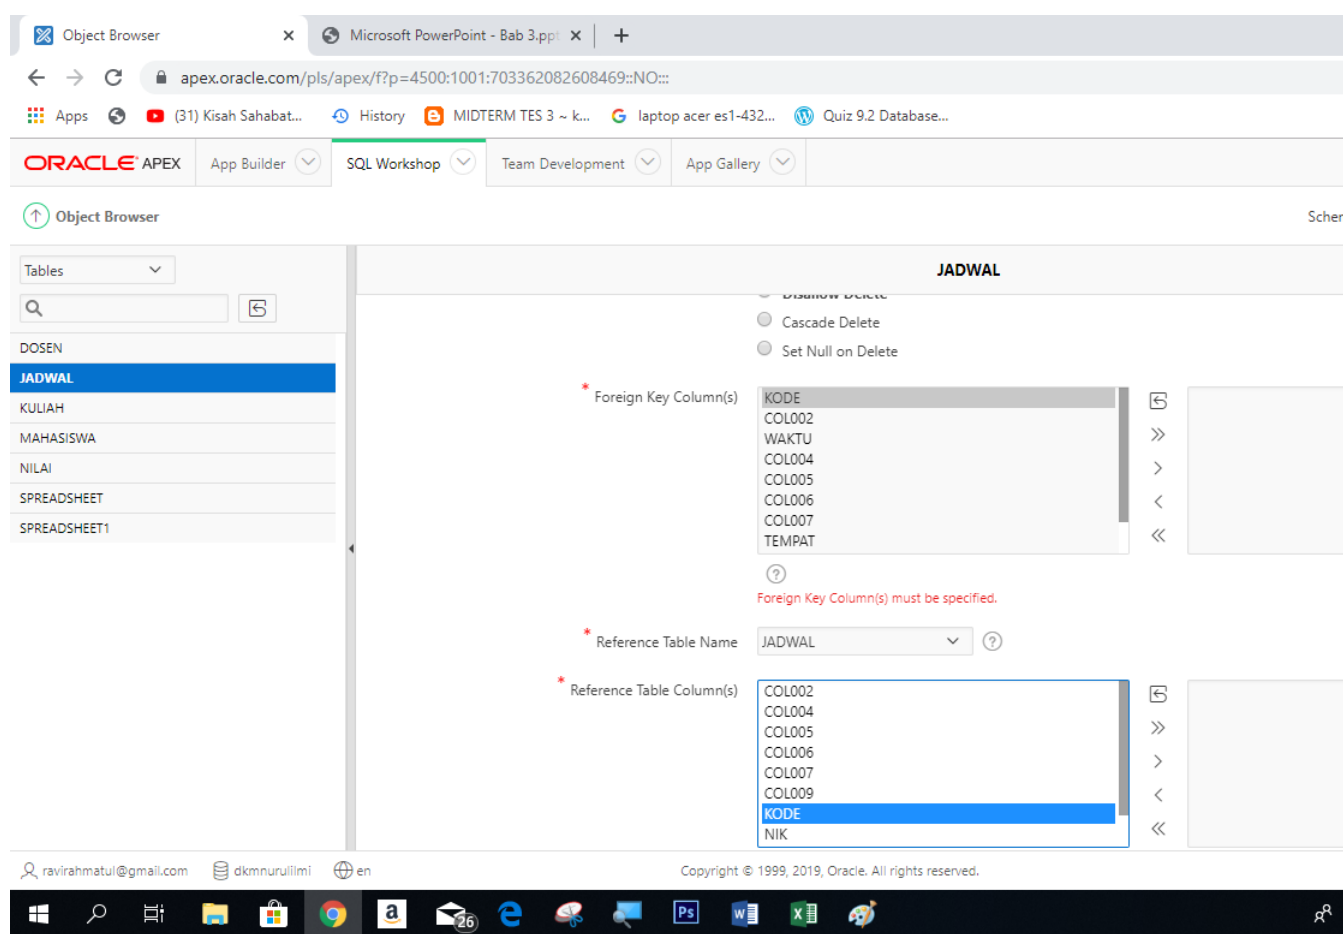 Object Browser
Microsoft PowerPoint - Bab 3.pp
apex.oracle.com/pls/apex/f?p=4500:1001:703362082608469::NO:::
Apps (31) Kisah Sahabat... History MIDTERM TES 3 ~ k... laptop acer es1-432... Quiz 9.2 Database...
ORACLE APEX App Builder SQL Workshop Team Development App Gallery
Object Browser Schem
Tables
JADWAL
DOSEN
JADWAL
KULIAH
MAHASISWA
NILAI
SPREADSHEET
SPREADSHEET1
Disallow Delete
Cascade Delete
Set Null on Delete
* Foreign Key Column(s)
KODE
COL002
WAKTU
COL004
COL005
COL006
COL007
TEMPAT
?
Foreign Key Column(s) must be specified.
* Reference Table Name JADWAL ?
* Reference Table Column(s)
COL002
COL004
COL005
COL006
COL007
COL009
KODE
NIK
ravirahmatul@gmail.com dkmnurulilmi en Copyright © 1999, 2019, Oracle. All rights reserved.
a 26 Ps